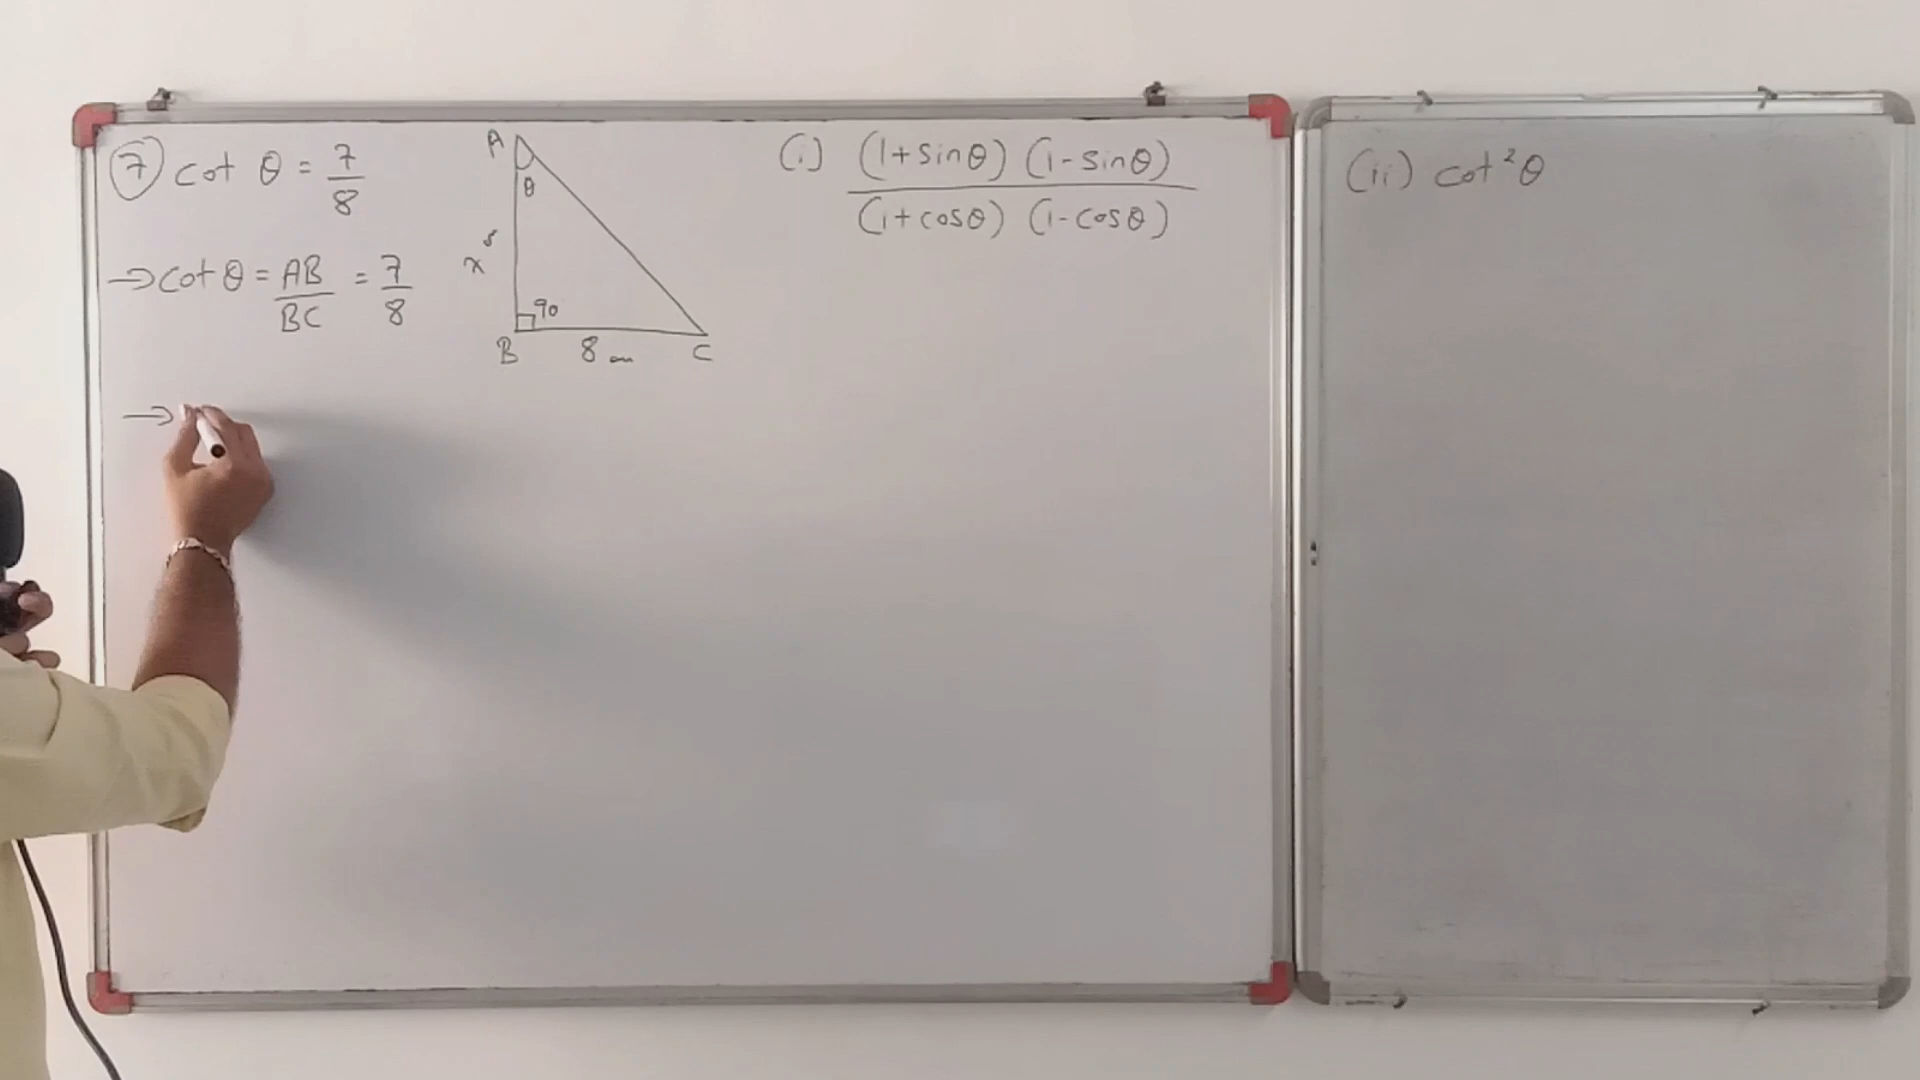 ⑦ cot θ = 7/8
→ cot θ = AB/BC = 7/8
→
A
θ
x
90
B 8 cm C
(i) (1+sinθ) (1-sinθ)
(1+cosθ) (1-cosθ)
(ii) cot²θ